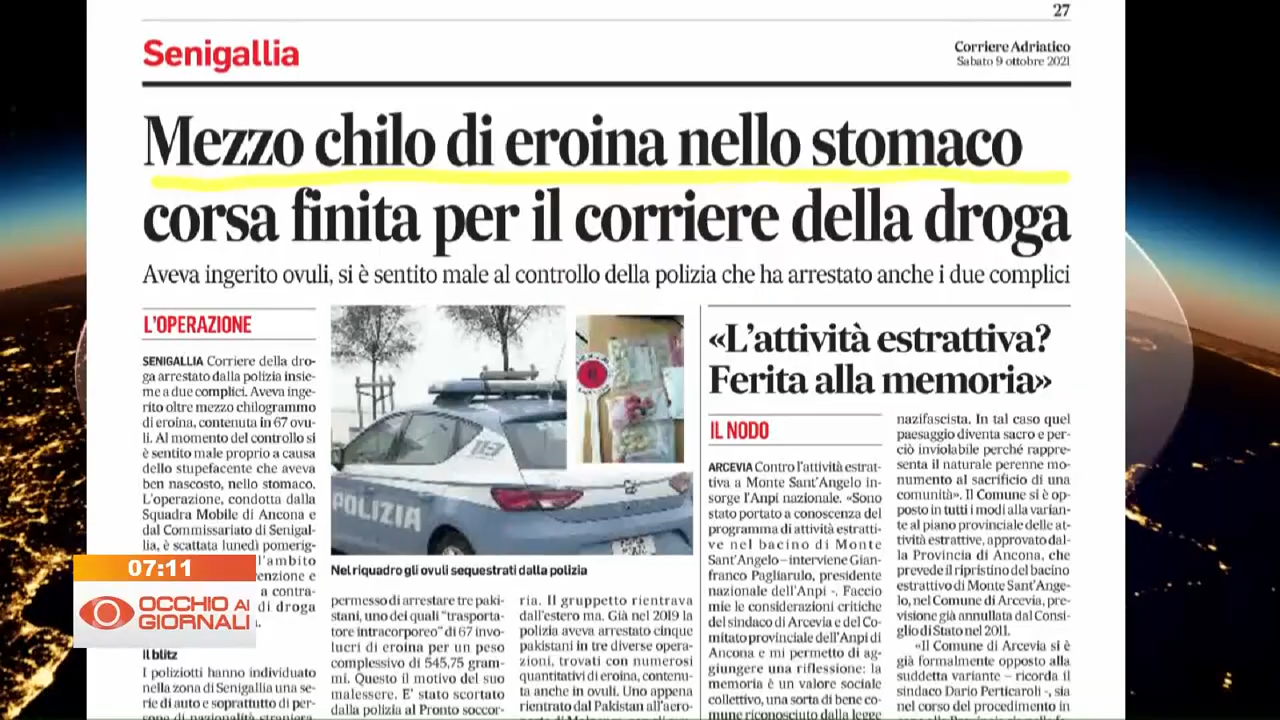 27
Senigallia
Corriere Adriatico
Sabato 9 ottobre 2021
Mezzo chilo di eroina nello stomaco
corsa finita per il corriere della droga
Aveva ingerito ovuli, si è sentito male al controllo della polizia che ha arrestato anche i due complici
L'OPERAZIONE
SENIGALLIA Corriere della dro-
ga arrestato dalla polizia insie-
me a due complici. Aveva inge-
rito oltre mezzo chilogrammo
di eroina, contenuta in 67 ovu-
li. Al momento del controllo si
è sentito male proprio a causa
dello stupefacente che aveva
ben nascosto, nello stomaco.
L'operazione, condotta dalla
Squadra Mobile di Ancona e
dal Commissariato di Senigal-
lia, è scattata lunedì pomerig-
l'ambito
enzione e
a contra-
di droga
Il blitz
I poliziotti hanno individuato
nella zona di Senigallia una se-
rie di auto e soprattutto di per-
sone di nazionalità straniera
POLIZIA
113
Nel riquadro gli ovuli sequestrati dalla polizia
permesso di arrestare tre paki-
stani, uno dei quali "trasporta-
tore intracorporeo" di 67 invo-
lucri di eroina per un peso
complessivo di 545,75 gram-
mi. Questo il motivo del suo
malessere. E' stato scortato
dalla polizia al Pronto soccor-
ria. Il gruppetto rientrava
dall'estero ma. Già nel 2019 la
polizia aveva arrestato cinque
pakistani in tre diverse opera-
zioni, trovati con numerosi
quantitativi di eroina, contenu-
ta anche in ovuli. Uno appena
rientrato dal Pakistan all'aero-
«L'attività estrattiva?
Ferita alla memoria»
IL NODO
ARCEVIA Contro l'attività estrat-
tiva a Monte Sant'Angelo in-
sorge l'Anpi nazionale. «Sono
stato portato a conoscenza del
programma di attività estratti-
ve nel bacino di Monte
Sant'Angelo – interviene Gian-
franco Pagliarulo, presidente
nazionale dell'Anpi -. Faccio
mie le considerazioni critiche
del sindaco di Arcevia e del Co-
mitato provinciale dell'Anpi di
Ancona e mi permetto di ag-
giungere una riflessione: la
memoria è un valore sociale
collettivo, una sorta di bene co-
mune riconosciuto dalla legge
nazifascista. In tal caso quel
paesaggio diventa sacro e per-
ciò inviolabile perché rappre-
senta il naturale perenne mo-
numento al sacrificio di una
comunità». Il Comune si è op-
posto in tutti i modi alla varian-
te al piano provinciale delle at-
tività estrattive, approvato dal-
la Provincia di Ancona, che
prevede il ripristino del bacino
estrattivo di Monte Sant'Ange-
lo, nel Comune di Arcevia, pre-
visione già annullata dal Consi-
glio di Stato nel 2011.
«Il Comune di Arcevia si è
già formalmente opposto alla
suddetta variante – ricorda il
sindaco Dario Perticaroli -, sia
nel corso del procedimento in
07:11
OCCHIO AI
GIORNALI